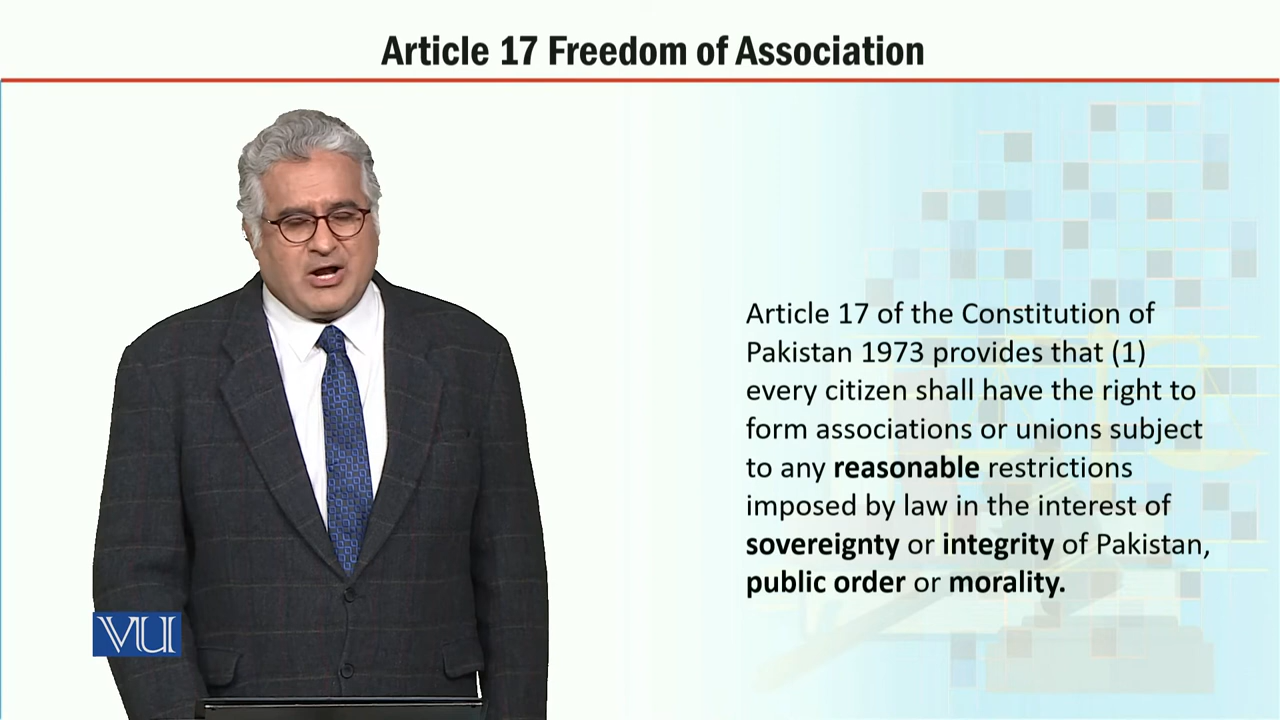 Article 17 Freedom of Association
Article 17 of the Constitution of
Pakistan 1973 provides that (1)
every citizen shall have the right to
form associations or unions subject
to any reasonable restrictions
imposed by law in the interest of
sovereignty or integrity of Pakistan,
public order or morality.
VU